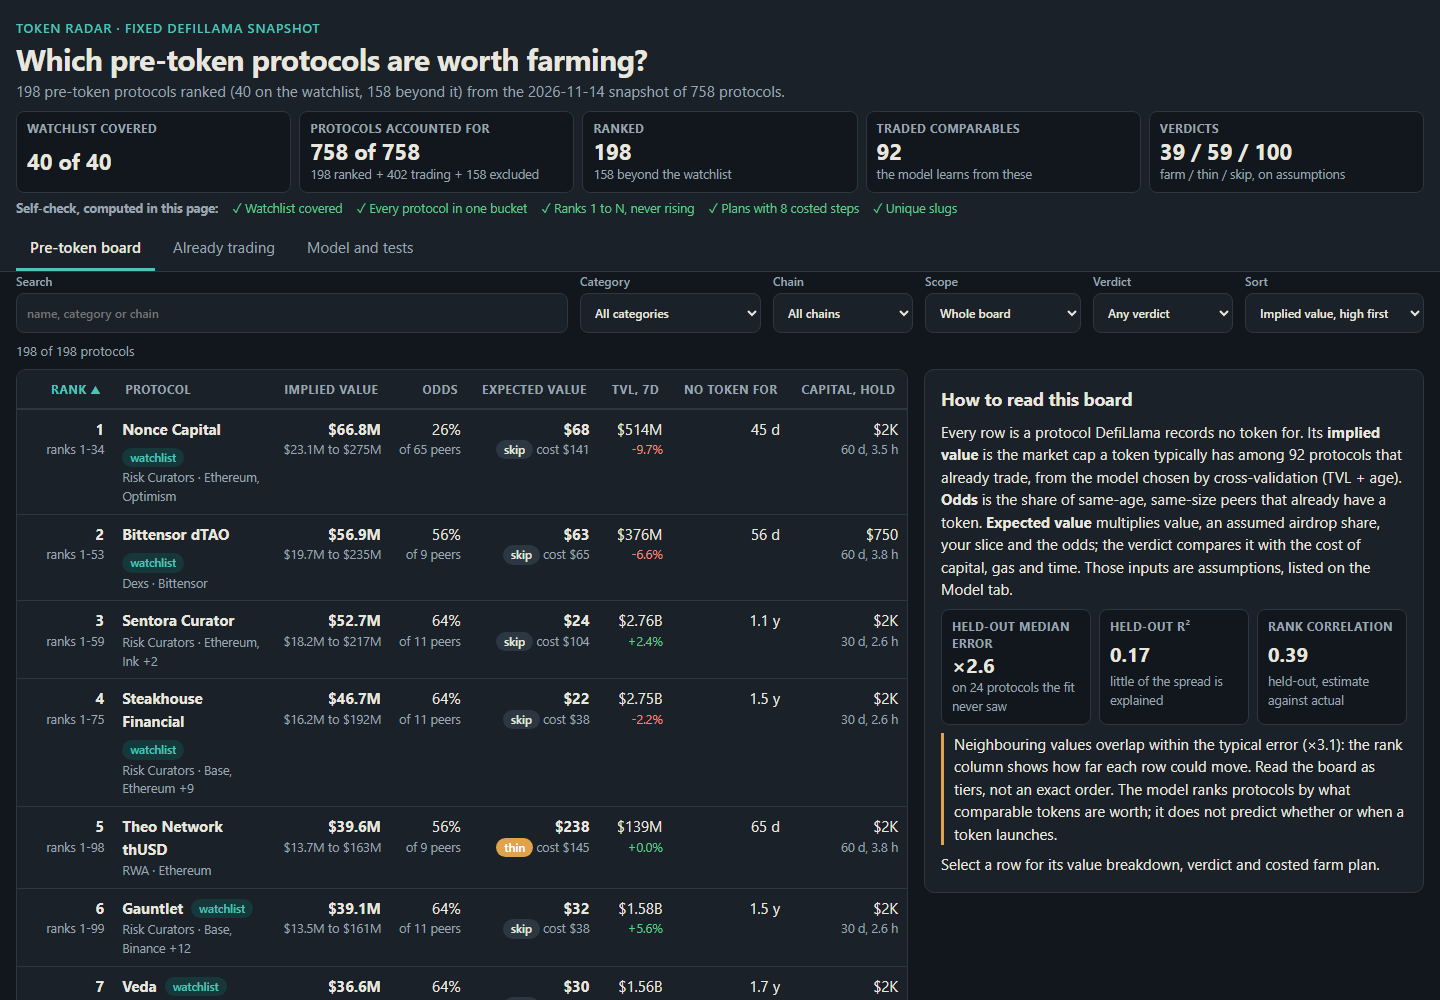 TOKEN RADAR · FIXED DEFILLAMA SNAPSHOT
Which pre-token protocols are worth farming?
198 pre-token protocols ranked (40 on the watchlist, 158 beyond it) from the 2026-11-14 snapshot of 758 protocols.
WATCHLIST COVERED
40 of 40
PROTOCOLS ACCOUNTED FOR
758 of 758
198 ranked + 402 trading + 158 excluded
RANKED
198
158 beyond the watchlist
TRADED COMPARABLES
92
the model learns from these
VERDICTS
39 / 59 / 100
farm / thin / skip, on assumptions
Self-check, computed in this page: ✓ Watchlist covered ✓ Every protocol in one bucket ✓ Ranks 1 to N, never rising ✓ Plans with 8 costed steps ✓ Unique slugs
Pre-token board Already trading Model and tests
Search
name, category or chain
Category
All categories
Chain
All chains
Scope
Whole board
Verdict
Any verdict
Sort
Implied value, high first
198 of 198 protocols
RANK ▲ PROTOCOL IMPLIED VALUE ODDS EXPECTED VALUE TVL, 7D NO TOKEN FOR CAPITAL, HOLD
1 Nonce Capital $66.8M 26% $68 $514M 45 d $2K
ranks 1-34 $23.1M to $275M of 65 peers skip cost $141 -9.7% 60 d, 3.5 h
watchlist
Risk Curators · Ethereum,
Optimism
2 Bittensor dTAO $56.9M 56% $63 $376M 56 d $750
ranks 1-53 $19.7M to $235M of 9 peers skip cost $65 -6.6% 60 d, 3.8 h
watchlist
Dexs · Bittensor
3 Sentora Curator $52.7M 64% $24 $2.76B 1.1 y $2K
ranks 1-59 Risk Curators · Ethereum, $18.2M to $217M of 11 peers skip cost $104 +2.4% 30 d, 2.6 h
Ink +2
4 Steakhouse $46.7M 64% $22 $2.75B 1.5 y $2K
ranks 1-75 Financial $16.2M to $192M of 11 peers skip cost $38 -2.2% 30 d, 2.6 h
watchlist
Risk Curators · Base,
Ethereum +9
5 Theo Network $39.6M 56% $238 $139M 65 d $2K
ranks 1-98 thUSD $13.7M to $163M of 9 peers thin cost $145 +0.0% 60 d, 3.8 h
RWA · Ethereum
6 Gauntlet watchlist $39.1M 64% $32 $1.58B 1.5 y $2K
ranks 1-99 Risk Curators · Base, $13.5M to $161M of 11 peers skip cost $38 +5.6% 30 d, 2.6 h
Binance +12
7 Veda watchlist $36.6M 64% $30 $1.56B 1.7 y $2K
How to read this board
Every row is a protocol DefiLlama records no token for. Its implied
value is the market cap a token typically has among 92 protocols that
already trade, from the model chosen by cross-validation (TVL + age).
Odds is the share of same-age, same-size peers that already have a
token. Expected value multiplies value, an assumed airdrop share,
your slice and the odds; the verdict compares it with the cost of
capital, gas and time. Those inputs are assumptions, listed on the
Model tab.
HELD-OUT MEDIAN
ERROR
×2.6
on 24 protocols the fit
never saw
HELD-OUT R²
0.17
little of the spread is
explained
RANK CORRELATION
0.39
held-out, estimate
against actual
Neighbouring values overlap within the typical error (×3.1): the rank
column shows how far each row could move. Read the board as
tiers, not an exact order. The model ranks protocols by what
comparable tokens are worth; it does not predict whether or when a
token launches.
Select a row for its value breakdown, verdict and costed farm plan.